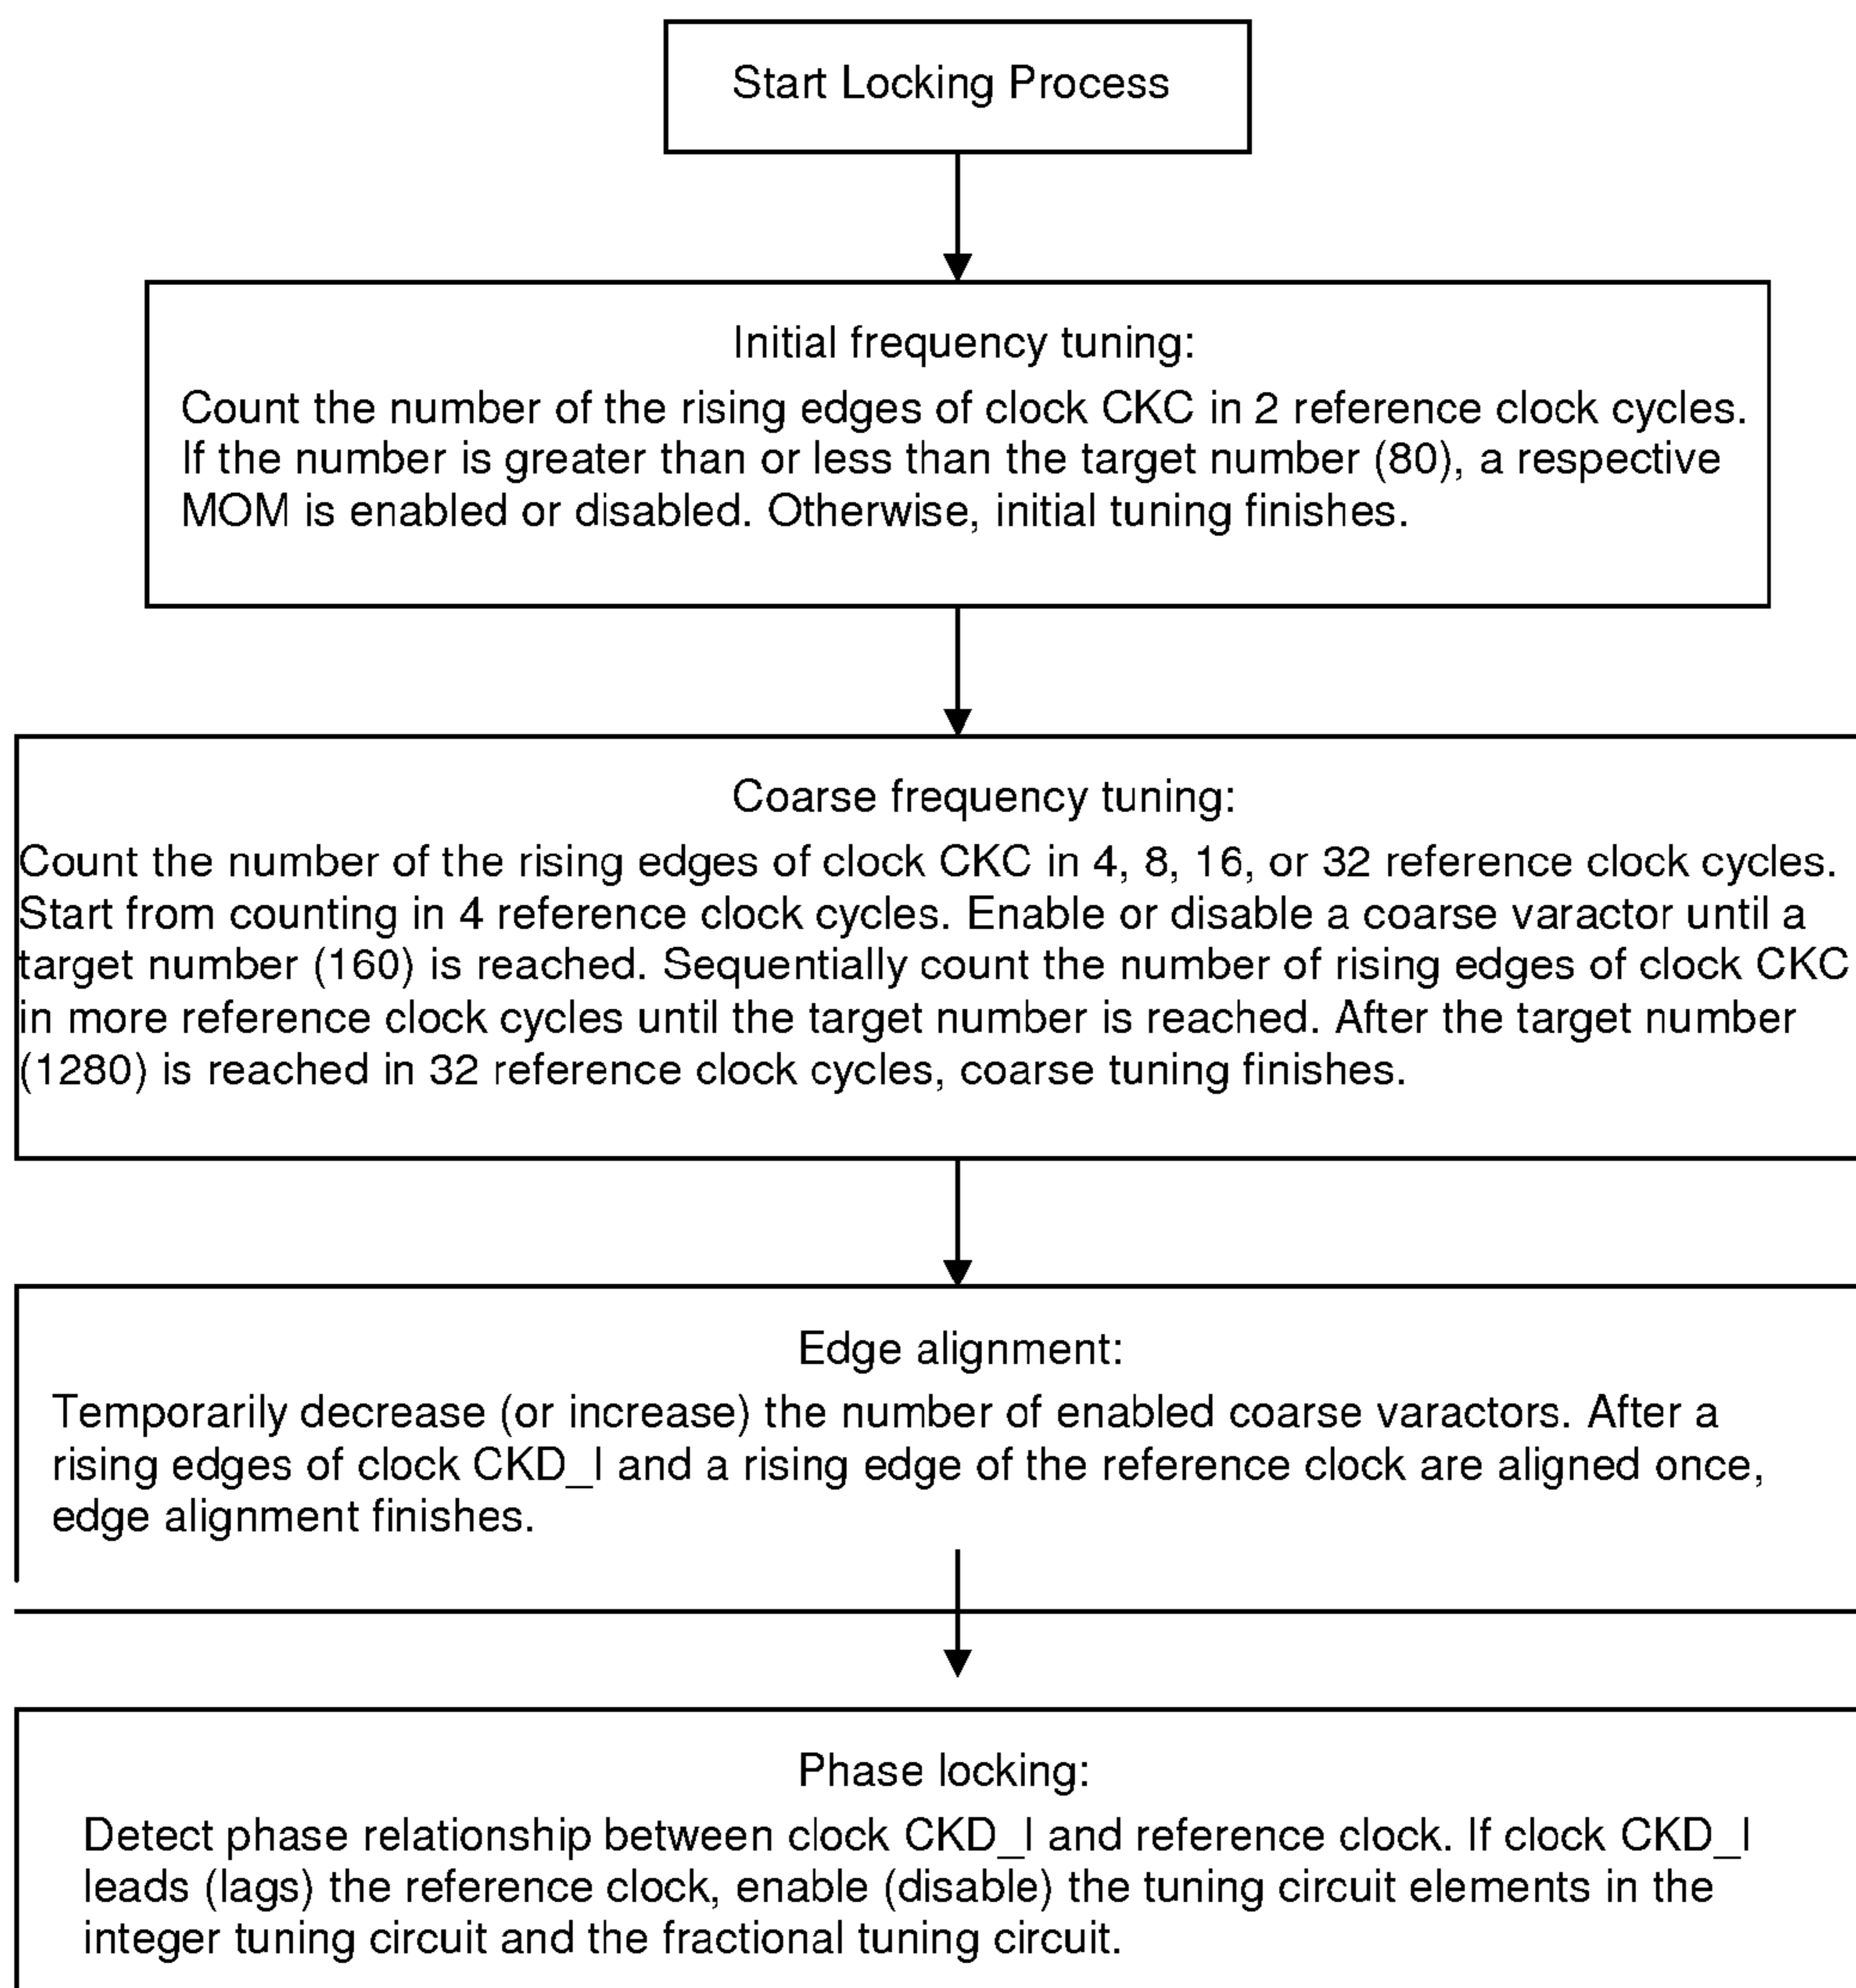 Start Locking Process
Initial frequency tuning:
Count the number of the rising edges of clock CKC in 2 reference clock cycles.
If the number is greater than or less than the target number (80), a respective
MOM is enabled or disabled. Otherwise, initial tuning finishes.
Coarse frequency tuning:
Count the number of the rising edges of clock CKC in 4, 8, 16, or 32 reference clock cycles.
Start from counting in 4 reference clock cycles. Enable or disable a coarse varactor until a
target number (160) is reached. Sequentially count the number of rising edges of clock CKC
in more reference clock cycles until the target number is reached. After the target number
(1280) is reached in 32 reference clock cycles, coarse tuning finishes.
Edge alignment:
Temporarily decrease (or increase) the number of enabled coarse varactors. After a
rising edges of clock CKD_I and a rising edge of the reference clock are aligned once,
edge alignment finishes.
Phase locking:
Detect phase relationship between clock CKD_I and reference clock. If clock CKD_I
leads (lags) the reference clock, enable (disable) the tuning circuit elements in the
integer tuning circuit and the fractional tuning circuit.